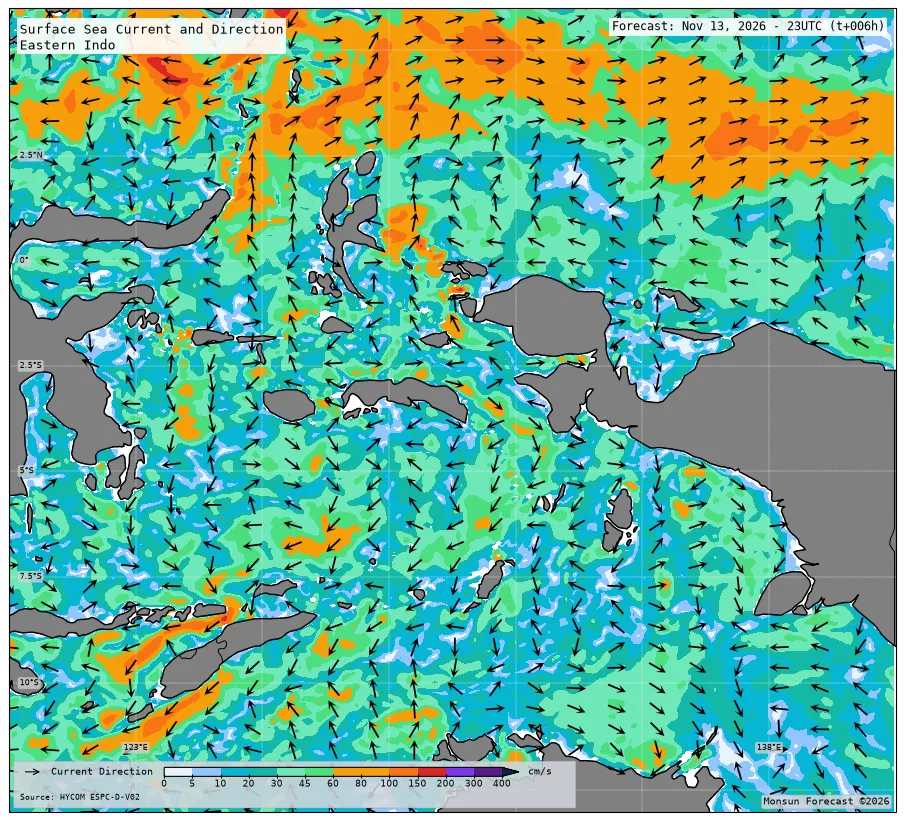 Surface Sea Current and Direction
Eastern Indo
Forecast: Nov 13, 2026 - 23UTC (t+006h)
2.5°N
0°
2.5°S
5°S
7.5°S
10°S
123°E
138°E
Current Direction
0 5 10 20 30 45 60 80 100 150 200 300 400
cm/s
Source: HYCOM ESPC-D-V02
Monsun Forecast ©2026